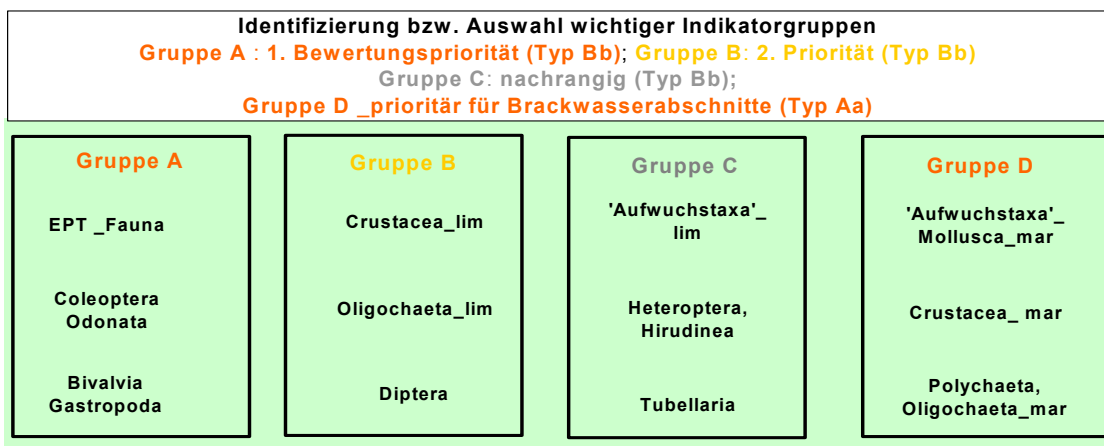 Identifizierung bzw. Auswahl wichtiger Indikatorgruppen
Gruppe A : 1. Bewertungspriorität (Typ Bb); Gruppe B: 2. Priorität (Typ Bb)
Gruppe C: nachrangig (Typ Bb);
Gruppe D _prioritär für Brackwasserabschnitte (Typ Aa)
Gruppe A
EPT _Fauna
Coleoptera
Odonata
Bivalvia
Gastropoda
Gruppe B
Crustacea_lim
Oligochaeta_lim
Diptera
Gruppe C
'Aufwuchstaxa'_
lim
Heteroptera,
Hirudinea
Tubellaria
Gruppe D
'Aufwuchstaxa'_
Mollusca_mar
Crustacea_ mar
Polychaeta,
Oligochaeta_mar